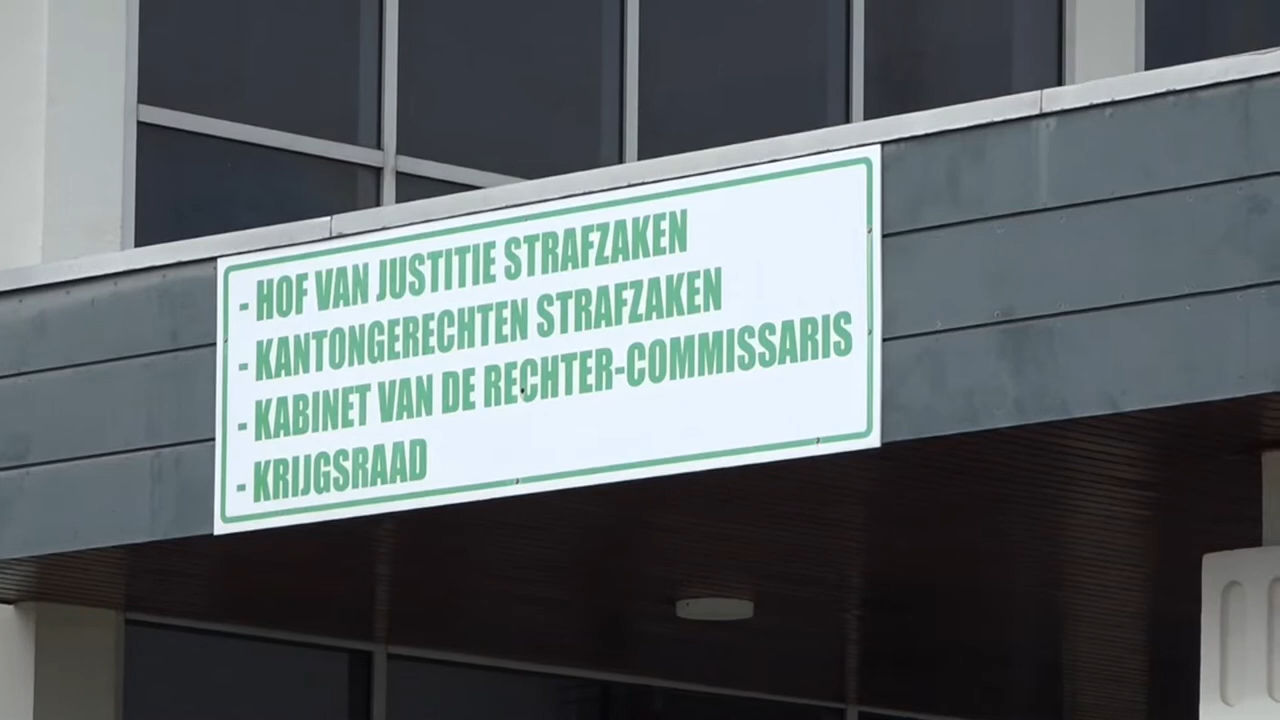 - HOF VAN JUSTITIE STRAFZAKEN
- KANTONGERECHTEN STRAFZAKEN
- KABINET VAN DE RECHTER-COMMISSARIS
- KRIJGSRAAD